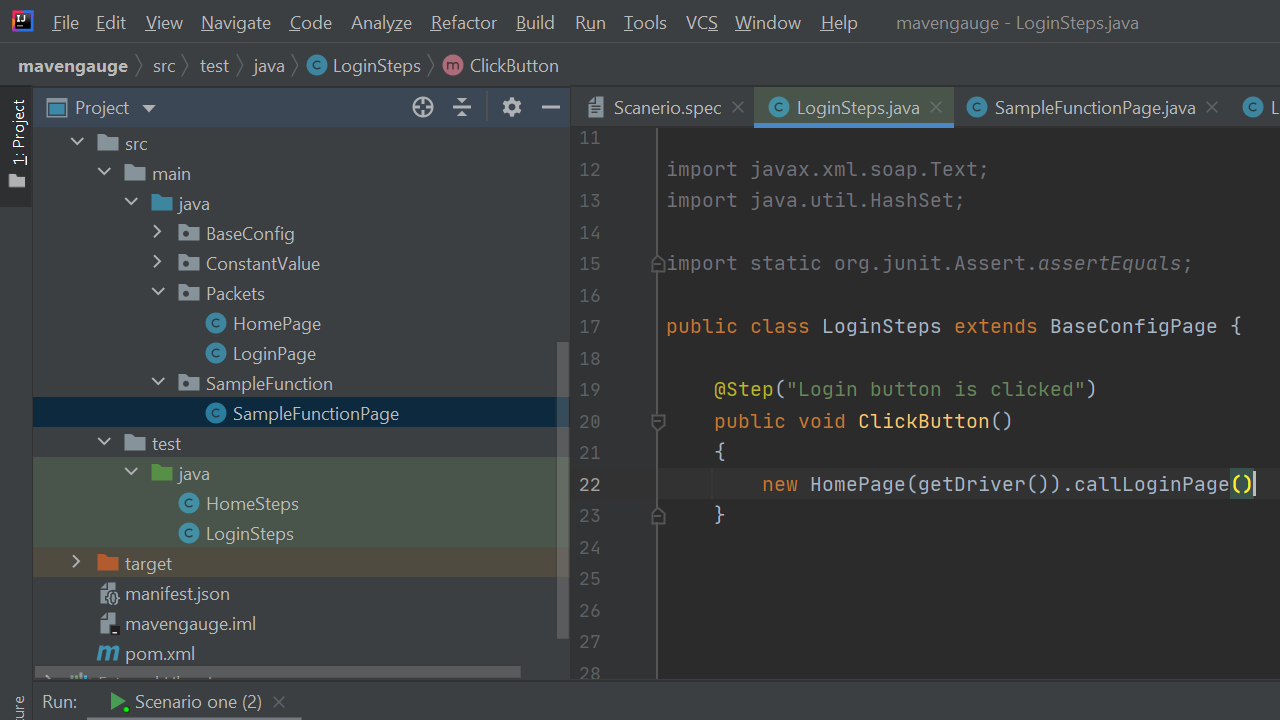 File Edit View Navigate Code Analyze Refactor Build Run Tools VCS Window Help mavengauge - LoginSteps.java
mavengauge src test java LoginSteps ClickButton
1: Project
Project
src
main
java
BaseConfig
ConstantValue
Packets
HomePage
LoginPage
SampleFunction
SampleFunctionPage
test
java
HomeSteps
LoginSteps
target
manifest.json
mavengauge.iml
pom.xml
Scanerio.spec LoginSteps.java SampleFunctionPage.java L
11
12 import javax.xml.soap.Text;
13 import java.util.HashSet;
14
15 import static org.junit.Assert.assertEquals;
16
17 public class LoginSteps extends BaseConfigPage {
18
19 @Step("Login button is clicked")
20 public void ClickButton()
21 {
22 new HomePage(getDriver()).callLoginPage()
23 }
24
25
26
27
28
Run: Scenario one (2)